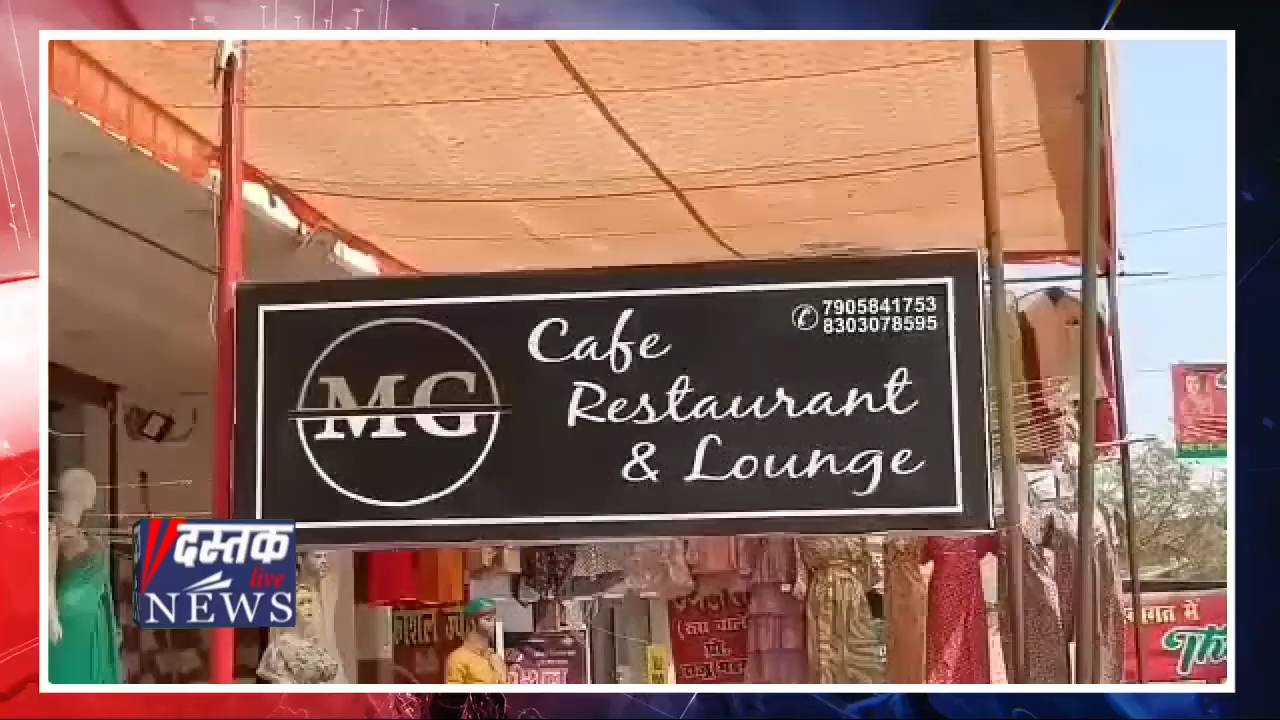 MG
Cafe
Restaurant
& Lounge
7905841753
8303078595
दस्तक
live
NEWS